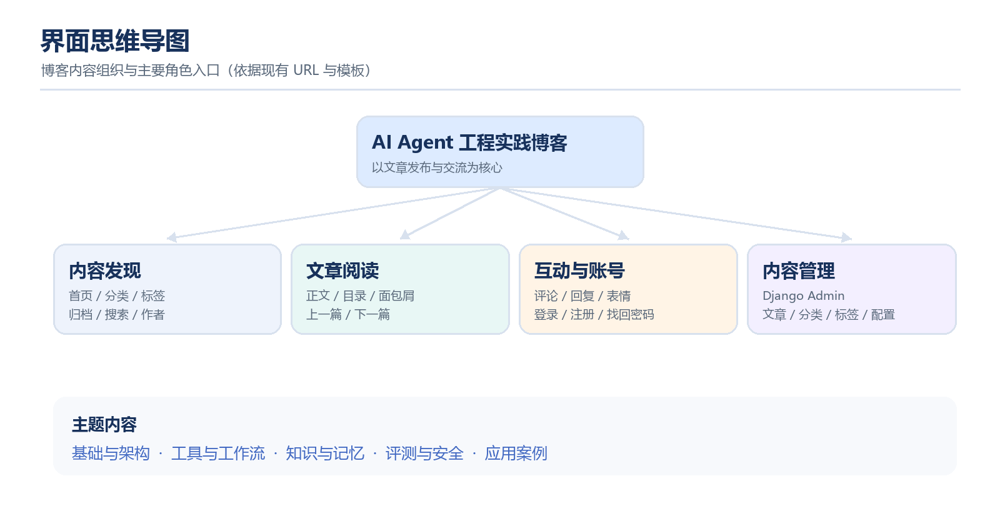 界面思维导图
博客内容组织与主要角色入口（依据现有 URL 与模板）
AI Agent 工程实践博客
以文章发布与交流为核心
内容发现
首页 / 分类 / 标签
归档 / 搜索 / 作者
文章阅读
正文 / 目录 / 面包屑
上一篇 / 下一篇
互动与账号
评论 / 回复 / 表情
登录 / 注册 / 找回密码
内容管理
Django Admin
文章 / 分类 / 标签 / 配置
主题内容
基础与架构 · 工具与工作流 · 知识与记忆 · 评测与安全 · 应用案例